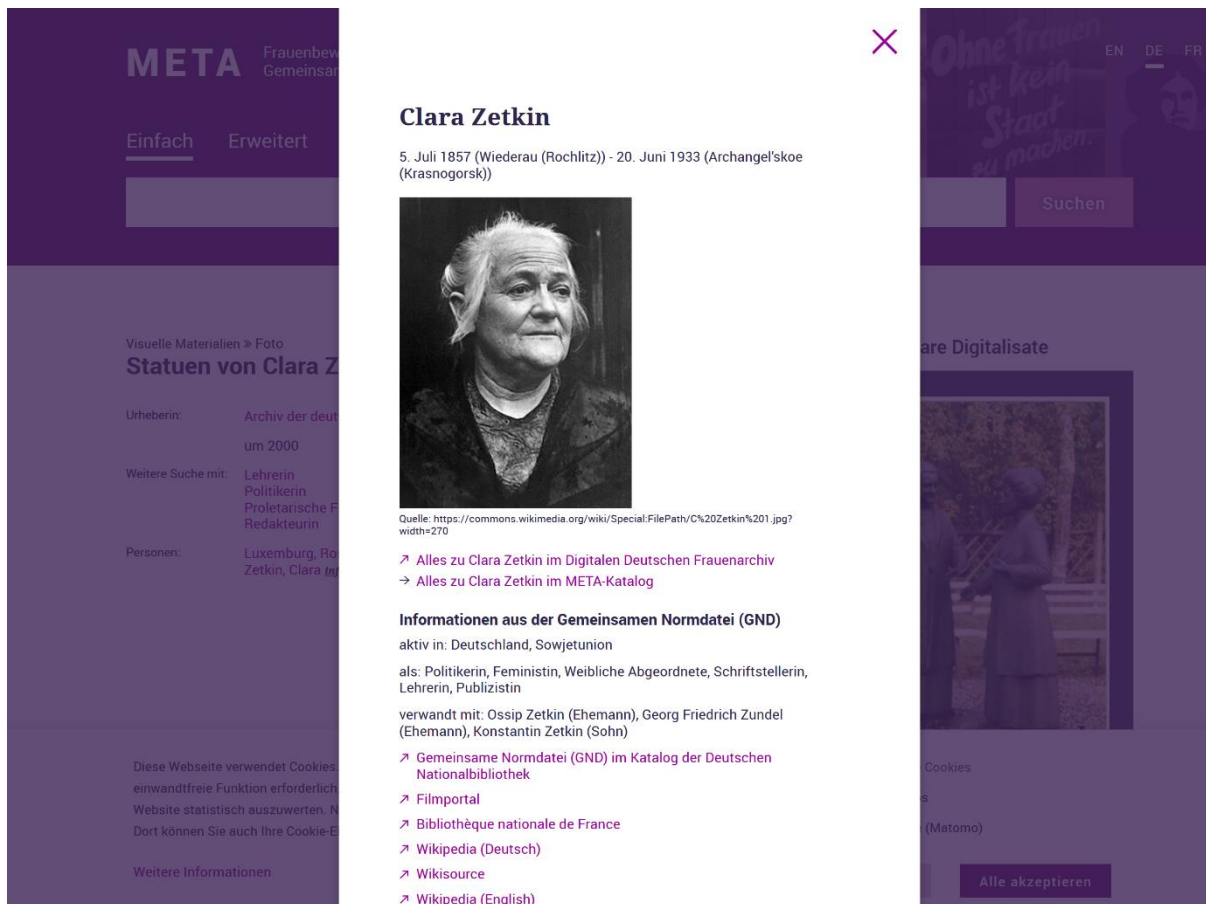 META
Frauenbew
Gemeinsar
EN DE FR
Ohne Frauen
ist kein
Staat
zu machen.
Einfach Erweitert
Suchen
Clara Zetkin
5. Juli 1857 (Wiederau (Rochlitz)) - 20. Juni 1933 (Archangel'skoe
(Krasnogorsk))
Quelle: https://commons.wikimedia.org/wiki/Special:FilePath/C%20Zetkin%201.jpg?
width=270
↗ Alles zu Clara Zetkin im Digitalen Deutschen Frauenarchiv
→ Alles zu Clara Zetkin im META-Katalog
Informationen aus der Gemeinsamen Normdatei (GND)
aktiv in: Deutschland, Sowjetunion
als: Politikerin, Feministin, Weibliche Abgeordnete, Schriftstellerin,
Lehrerin, Publizistin
verwandt mit: Ossip Zetkin (Ehemann), Georg Friedrich Zundel
(Ehemann), Konstantin Zetkin (Sohn)
↗ Gemeinsame Normdatei (GND) im Katalog der Deutschen
Nationalbibliothek
↗ Filmportal
↗ Bibliothèque nationale de France
↗ Wikipedia (Deutsch)
↗ Wikisource
↗ Wikipedia (English)
Visuelle Materialien » Foto
Statuen von Clara Z
Urheberin: Archiv der deut
um 2000
Weitere Suche mit: Lehrerin
Politikerin
Proletarische F
Redakteurin
Personen: Luxemburg, Ro
Zetkin, Clara Inf
are Digitalisate
Diese Webseite verwendet Cookies.
einwandtfreie Funktion erforderlich
Website statistisch auszuwerten. N
Dort können Sie auch Ihre Cookie-E
Weitere Informationen
Cookies
s
(Matomo)
Alle akzeptieren